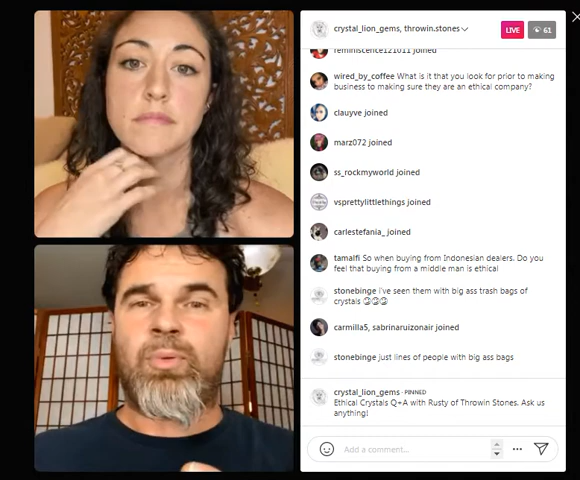 crystal_lion_gems, throwin.stones
LIVE
61
reminiscence121011 joined
wired_by_coffee What is it that you look for prior to making
business to making sure they are an ethical company?
clauyve joined
marz072 joined
ss_rockmyworld joined
vsprettylittlethings joined
carlestefania_ joined
tamalfi So when buying from Indonesian dealers. Do you
feel that buying from a middle man is ethical
stonebinge i've seen them with big ass trash bags of
crystals
carmilla5, sabrinaruizonair joined
stonebinge just lines of people with big ass bags
crystal_lion_gems · PINNED
Ethical Crystals Q+A with Rusty of Throwin Stones. Ask us
anything!
Add a comment...